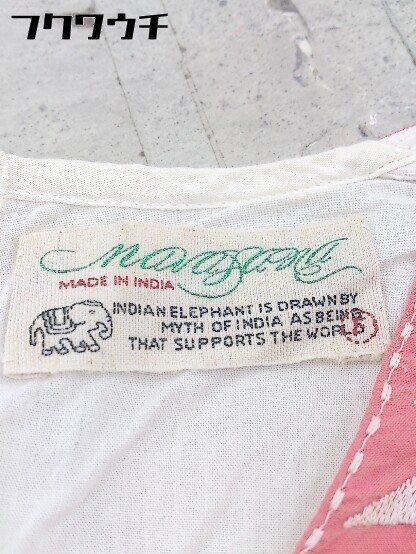 フクワウチ
MADE IN INDIA
INDIAN ELEPHANT IS DRAWN BY
MYTH OF INDIA AS BEING
THAT SUPPORTS THE WORLD